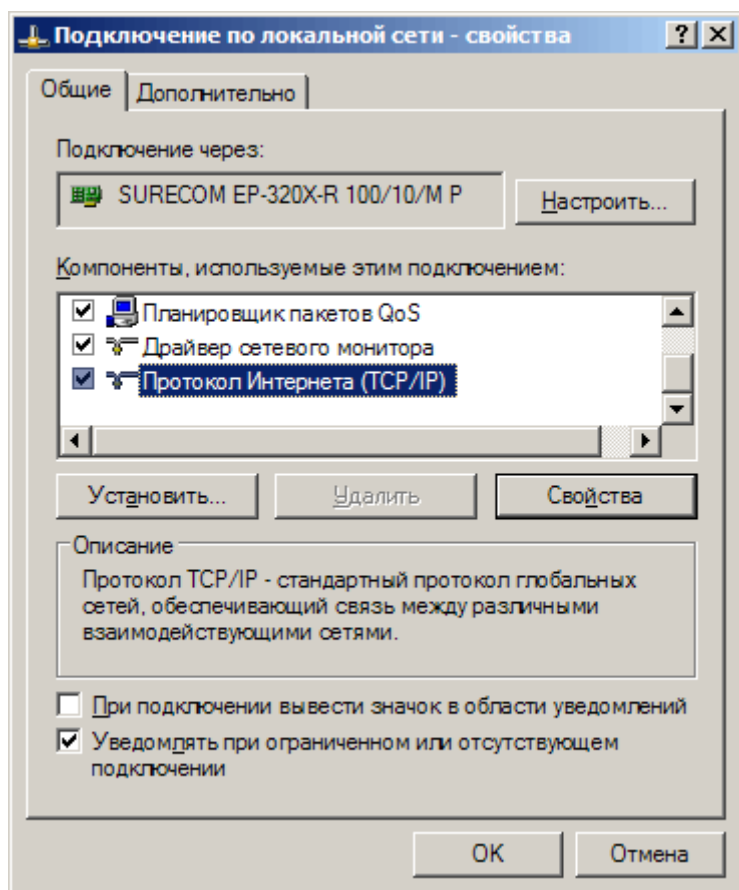 Подключение по локальной сети - свойства
Общие
Дополнительно
Подключение через:
SURECOM EP-320X-R 100/10/M P
Настроить...
Компоненты, используемые этим подключением:
Планировщик пакетов QoS
Драйвер сетевого монитора
Протокол Интернета (TCP/IP)
Установить...
Удалить
Свойства
Описание
Протокол TCP/IP - стандартный протокол глобальных
сетей, обеспечивающий связь между различными
взаимодействующими сетями.
При подключении вывести значок в области уведомлений
Уведомлять при ограниченном или отсутствующем
подключении
OK
Отмена